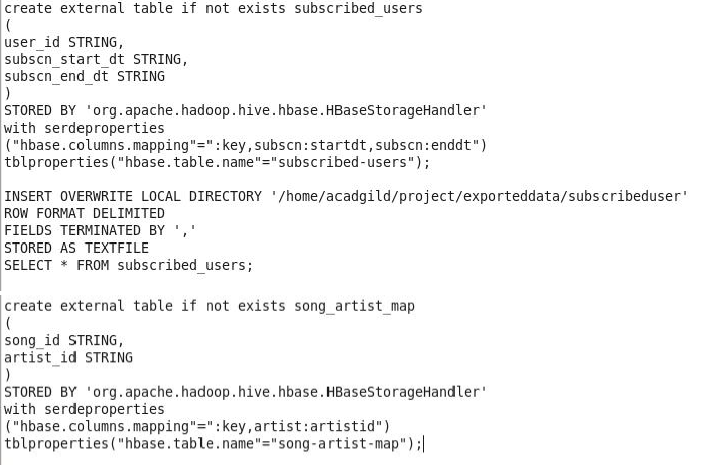 create external table if not exists subscribed_users
(
user_id STRING,
subscn_start_dt STRING,
subscn_end_dt STRING
)
STORED BY 'org.apache.hadoop.hive.hbase.HBaseStorageHandler'
with serdeproperties
("hbase.columns.mapping"=":key,subscn:startdt,subscn:enddt")
tblproperties("hbase.table.name"="subscribed-users");
INSERT OVERWRITE LOCAL DIRECTORY '/home/acadgild/project/exporteddata/subscribeduser'
ROW FORMAT DELIMITED
FIELDS TERMINATED BY ','
STORED AS TEXTFILE
SELECT * FROM subscribed_users;
create external table if not exists song_artist_map
(
song_id STRING,
artist_id STRING
)
STORED BY 'org.apache.hadoop.hive.hbase.HBaseStorageHandler'
with serdeproperties
("hbase.columns.mapping"=":key,artist:artistid")
tblproperties("hbase.table.name"="song-artist-map");